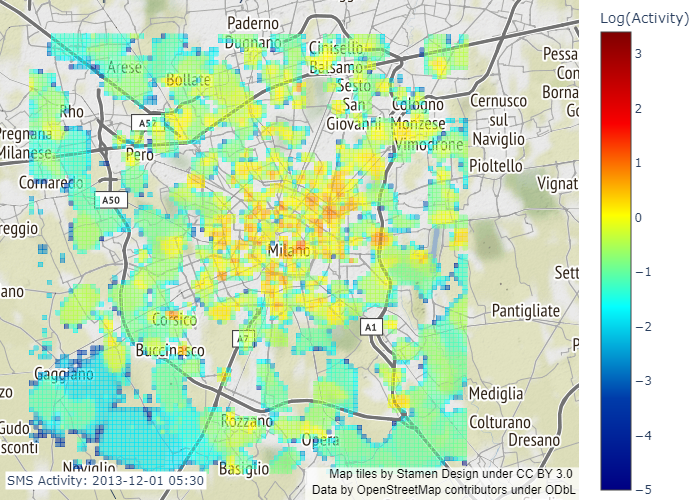 Log(Activity)
3
2
1
0
−1
−2
−3
−4
−5
Paderno
Dugnano
Cinisello
Balsamo
Pessa
Con
Arese
Bollate
Sesto
San
Giovanni
Borna
Go
Cologno
Monzese
Cernusco
sul
Naviglio
Rho
A52
Vimodrone
Pregnana
Milanese
Pero
Pioltello
Cornaredo
Vignat
A50
reggio
Milano
Sett
ano
Pantigliate
Corsico
A1
A7
Buccinasco
P
Gaggiano
zo
Mediglia
Gudo
sconti
Rozzano
Colturano
Opera
Dresano
Noviglio
Basiglio
SMS Activity: 2013-12-01 05:30
Map tiles by Stamen Design under CC BY 3.0
Data by OpenStreetMap contributors under ODbL